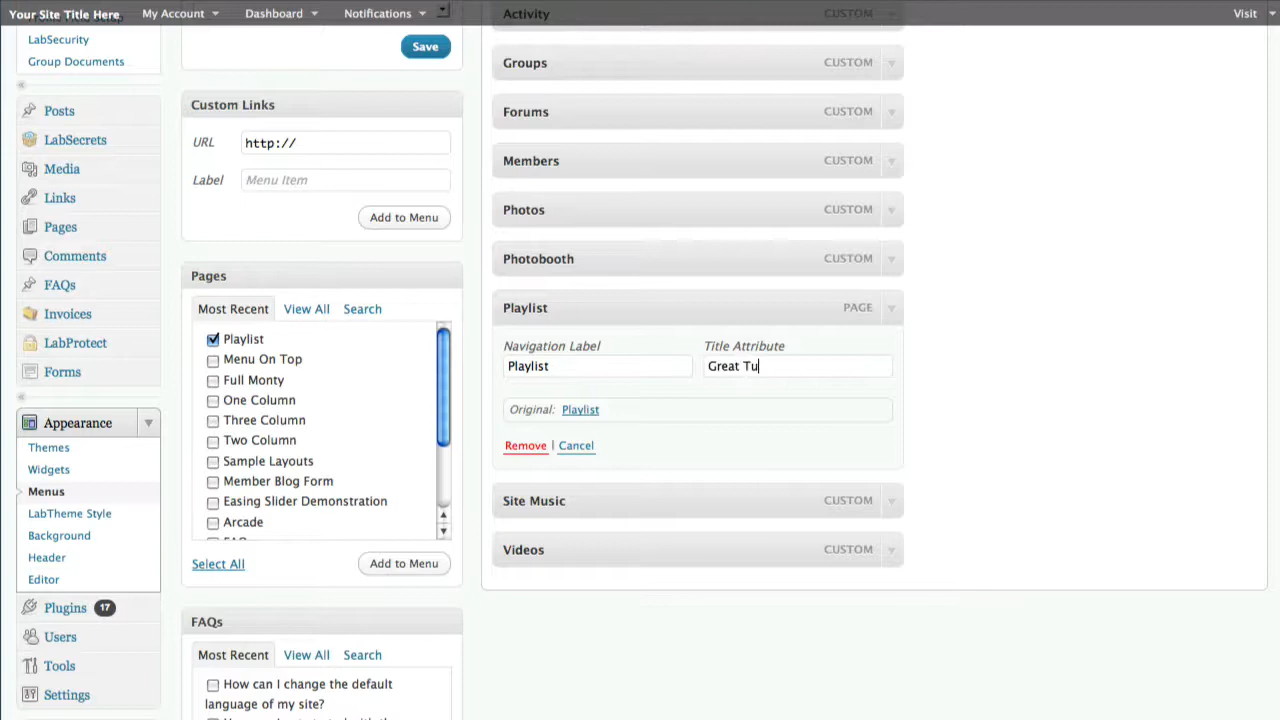 Your Site Title Here My Account Dashboard Notifications Visit
LabSecurity
Group Documents
Posts
LabSecrets
Media
Links
Pages
Comments
FAQs
Invoices
LabProtect
Forms
Appearance
Themes
Widgets
Menus
LabTheme Style
Background
Header
Editor
Plugins 17
Users
Tools
Settings
Save
Custom Links
URL http://
Label Menu Item
Add to Menu
Pages
Most Recent View All Search
Playlist
Menu On Top
Full Monty
One Column
Three Column
Two Column
Sample Layouts
Member Blog Form
Easing Slider Demonstration
Arcade
Select All Add to Menu
FAQs
Most Recent View All Search
How can I change the default
language of my site?
Activity CUSTOM
Groups CUSTOM
Forums CUSTOM
Members CUSTOM
Photos CUSTOM
Photobooth CUSTOM
Playlist PAGE
Navigation Label Title Attribute
Playlist Great Tu
Original: Playlist
Remove | Cancel
Site Music CUSTOM
Videos CUSTOM